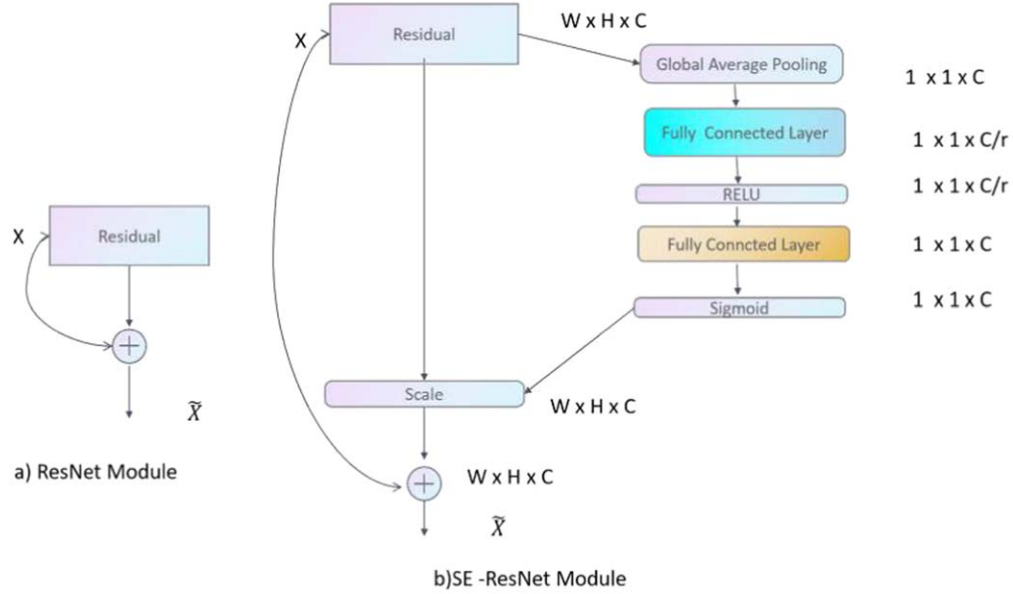 X
Residual
+
X̃
a) ResNet Module
X
Residual
W x H x C
Global Average Pooling
1 x 1 x C
Fully Connected Layer
1 x 1 x C/r
RELU
1 x 1 x C/r
Fully Conncted Layer
1 x 1 x C
Sigmoid
1 x 1 x C
Scale
W x H x C
+
W x H x C
X̃
b)SE -ResNet Module